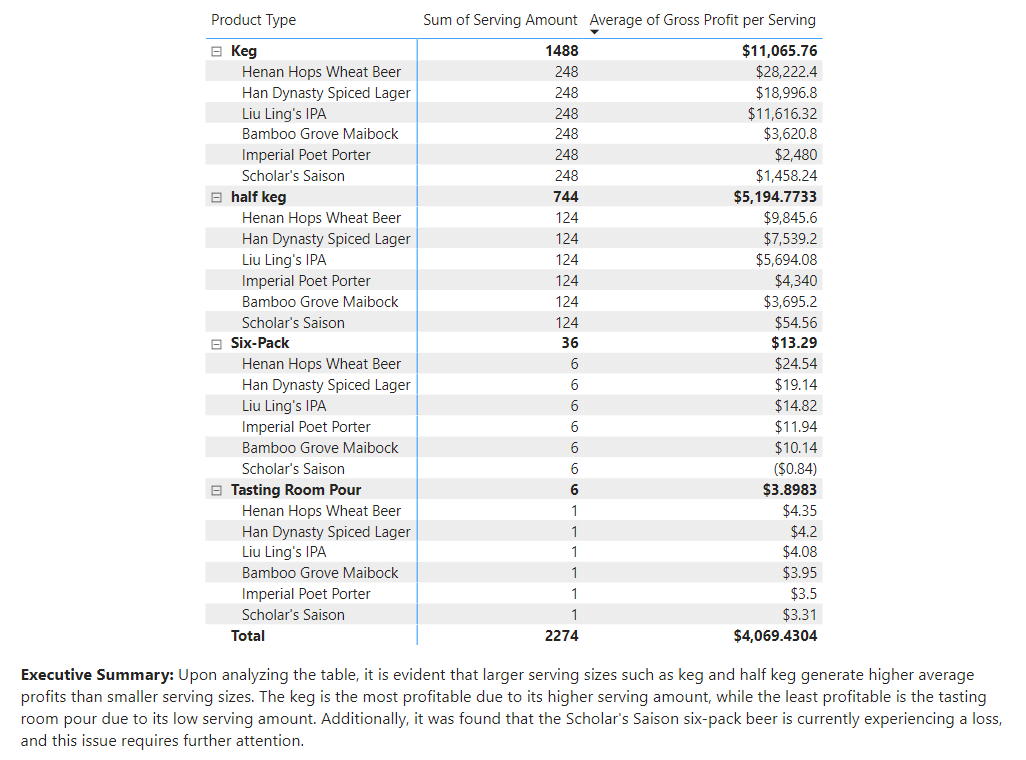 Product Type Sum of Serving Amount Average of Gross Profit per Serving
Keg 1488 $11,065.76
Henan Hops Wheat Beer 248 $28,222.4
Han Dynasty Spiced Lager 248 $18,996.8
Liu Ling's IPA 248 $11,616.32
Bamboo Grove Maibock 248 $3,620.8
Imperial Poet Porter 248 $2,480
Scholar's Saison 248 $1,458.24
half keg 744 $5,194.7733
Henan Hops Wheat Beer 124 $9,845.6
Han Dynasty Spiced Lager 124 $7,539.2
Liu Ling's IPA 124 $5,694.08
Imperial Poet Porter 124 $4,340
Bamboo Grove Maibock 124 $3,695.2
Scholar's Saison 124 $54.56
Six-Pack 36 $13.29
Henan Hops Wheat Beer 6 $24.54
Han Dynasty Spiced Lager 6 $19.14
Liu Ling's IPA 6 $14.82
Imperial Poet Porter 6 $11.94
Bamboo Grove Maibock 6 $10.14
Scholar's Saison 6 ($0.84)
Tasting Room Pour 6 $3.8983
Henan Hops Wheat Beer 1 $4.35
Han Dynasty Spiced Lager 1 $4.2
Liu Ling's IPA 1 $4.08
Bamboo Grove Maibock 1 $3.95
Imperial Poet Porter 1 $3.5
Scholar's Saison 1 $3.31
Total 2274 $4,069.4304
Executive Summary: Upon analyzing the table, it is evident that larger serving sizes such as keg and half keg generate higher average
profits than smaller serving sizes. The keg is the most profitable due to its higher serving amount, while the least profitable is the tasting
room pour due to its low serving amount. Additionally, it was found that the Scholar's Saison six-pack beer is currently experiencing a loss,
and this issue requires further attention.